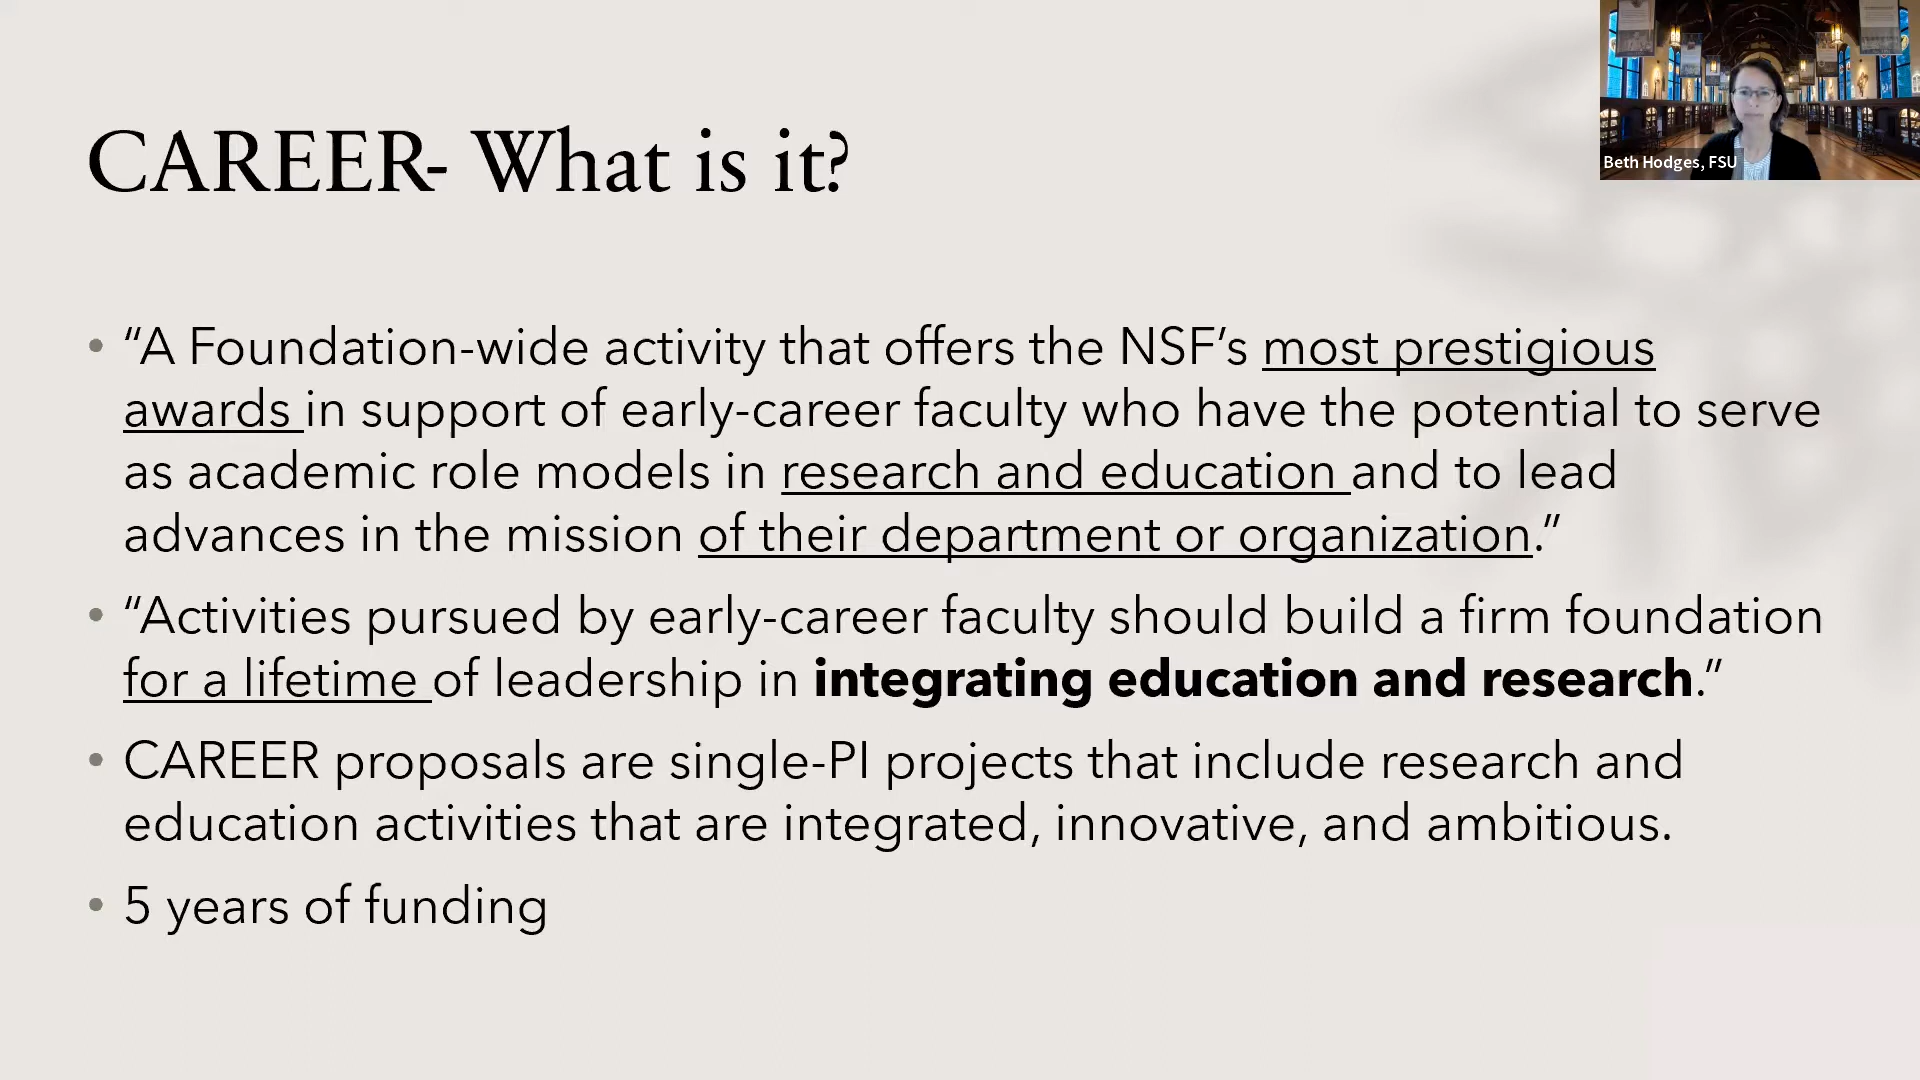 Beth Hodges, FSU
CAREER- What is it?
• “A Foundation-wide activity that offers the NSF’s most prestigious
awards in support of early-career faculty who have the potential to serve
as academic role models in research and education and to lead
advances in the mission of their department or organization.”
• “Activities pursued by early-career faculty should build a firm foundation
for a lifetime of leadership in integrating education and research.”
• CAREER proposals are single-PI projects that include research and
education activities that are integrated, innovative, and ambitious.
• 5 years of funding